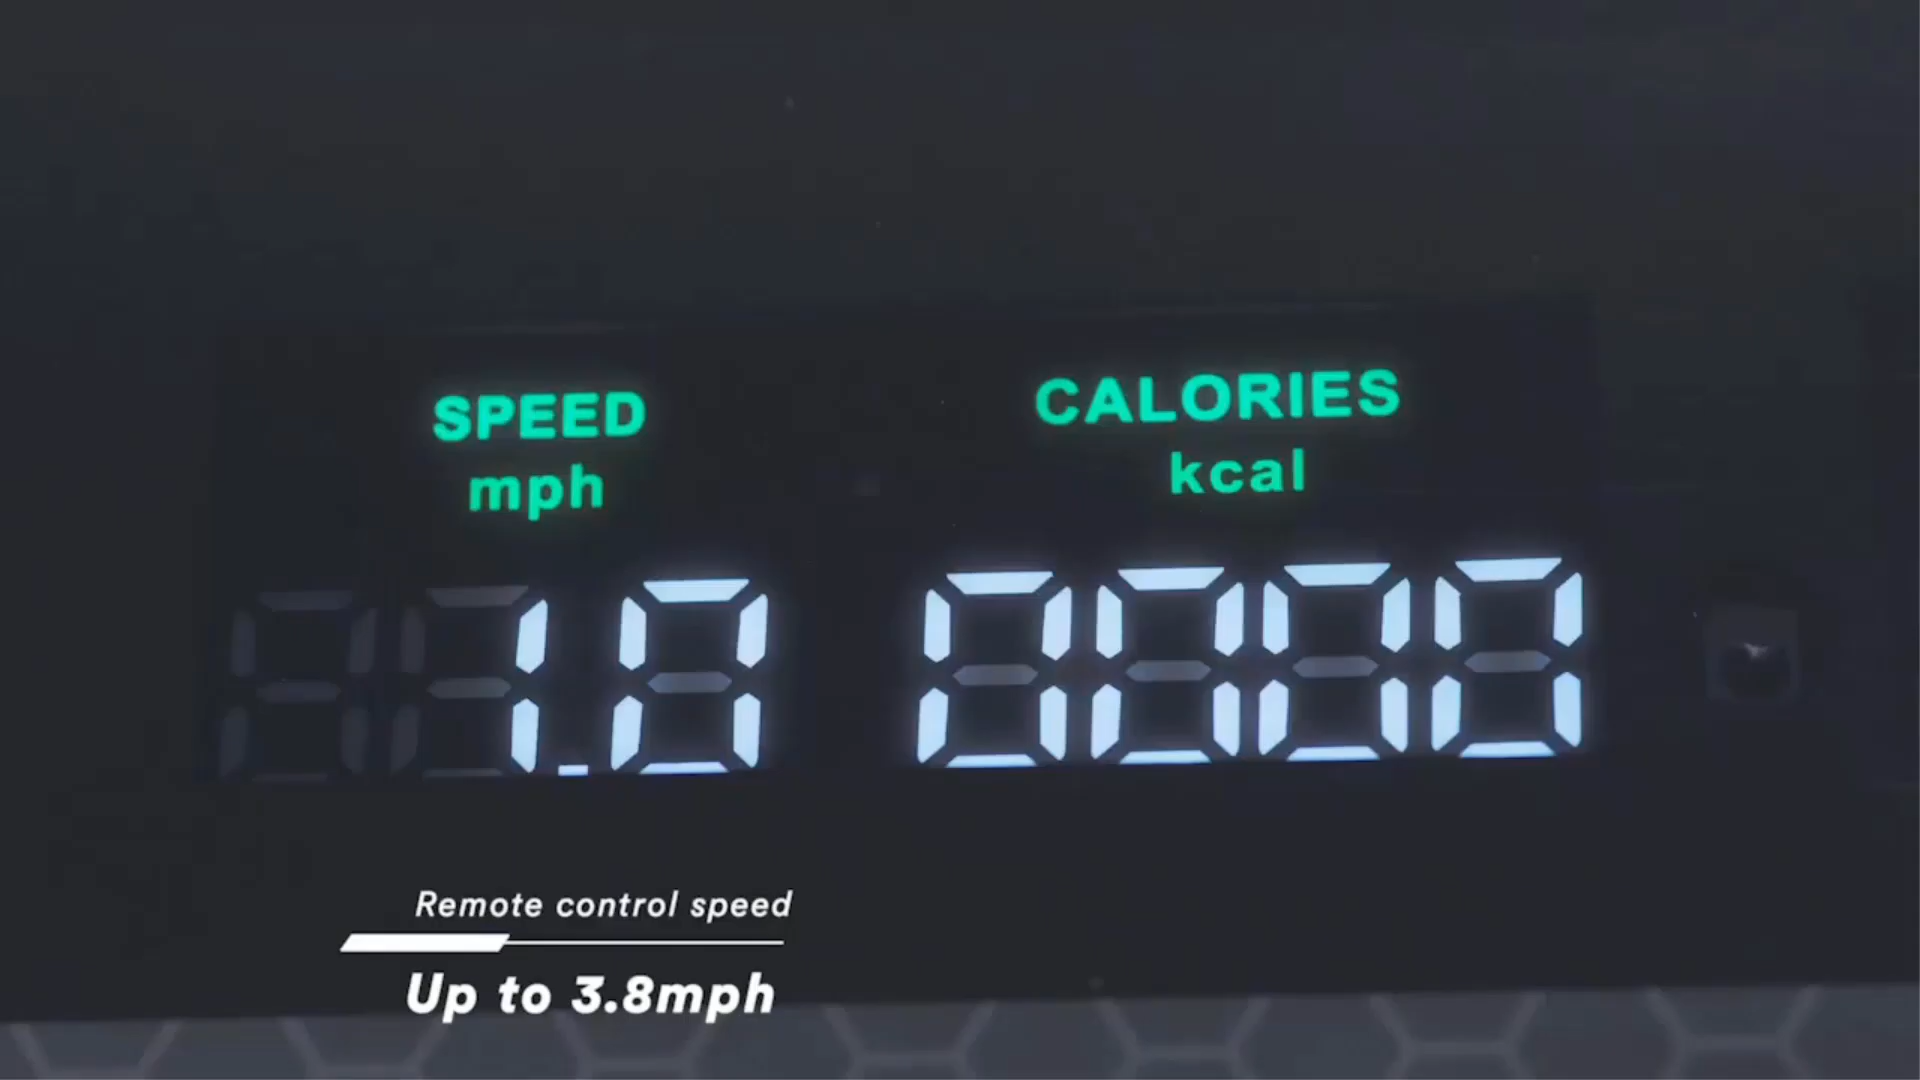 SPEED
mph
1.0
CALORIES
kcal
0000
Remote control speed
Up to 3.8mph